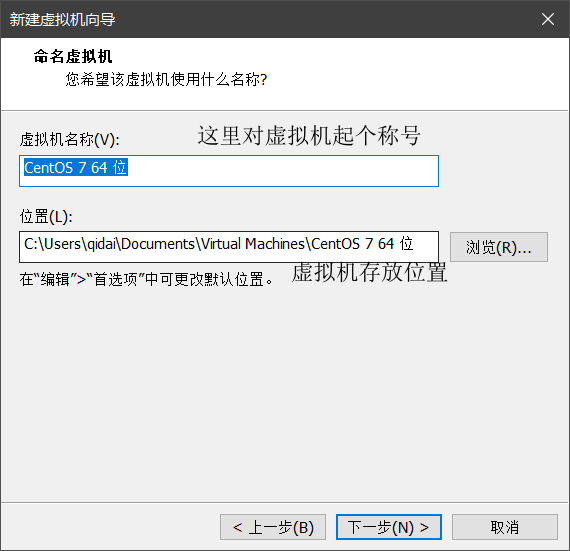 新建虚拟机向导
命名虚拟机
您希望该虚拟机使用什么名称?
虚拟机名称(V):
这里对虚拟机起个称号
CentOS 7 64 位
位置(L):
C:\Users\qidai\Documents\Virtual Machines\CentOS 7 64 位
浏览(R)...
在“编辑”>“首选项”中可更改默认位置。
虚拟机存放位置
< 上一步(B)
下一步(N) >
取消